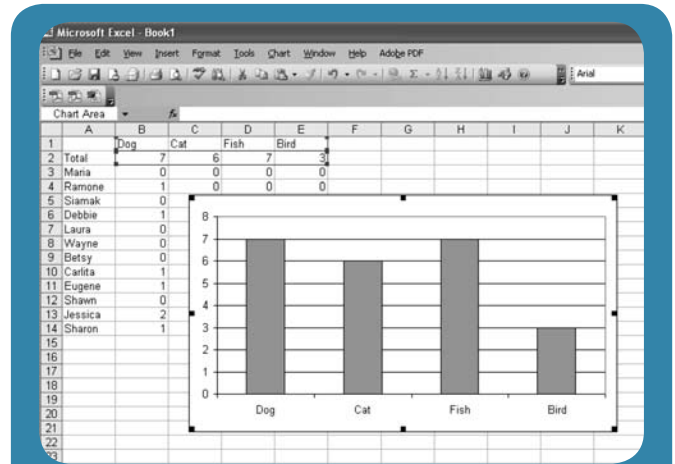 Microsoft Excel - Book1
File Edit View Insert Format Tools Chart Window Help Adobe PDF
Arial
Chart Area fx
A B C D E F G H I J K
1 Dog Cat Fish Bird
2 Total 7 6 7 3
3 Maria 0 0 0 0
4 Ramone 1 0 0 0
5 Siamak 0
6 Debbie 1
7 Laura 0
8 Wayne 0
9 Betsy 0
10 Carlita 1
11 Eugene 1
12 Shawn 0
13 Jessica 2
14 Sharon 1
15
16
17
18
19
20
21
22
23
8
7
6
5
4
3
2
1
0
Dog Cat Fish Bird